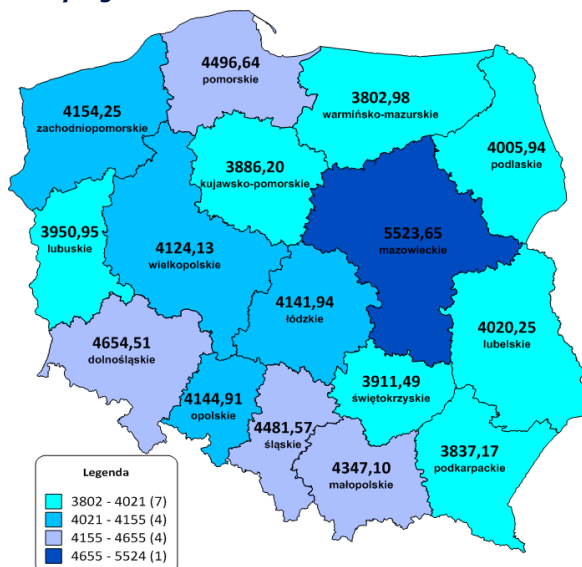 4496,64
pomorskie
4154,25
zachodniopomorskie
3802,98
warmińsko-mazurskie
4005,94
podlaskie
3886,20
kujawsko-pomorskie
3950,95
lubuskie
4124,13
wielkopolskie
5523,65
mazowieckie
4141,94
łódzkie
4020,25
lubelskie
4654,51
dolnośląskie
4144,91
opolskie
4481,57
śląskie
3911,49
świętokrzyskie
4347,10
małopolskie
3837,17
podkarpackie
Legenda
3802 - 4021 (7)
4021 - 4155 (4)
4155 - 4655 (4)
4655 - 5524 (1)